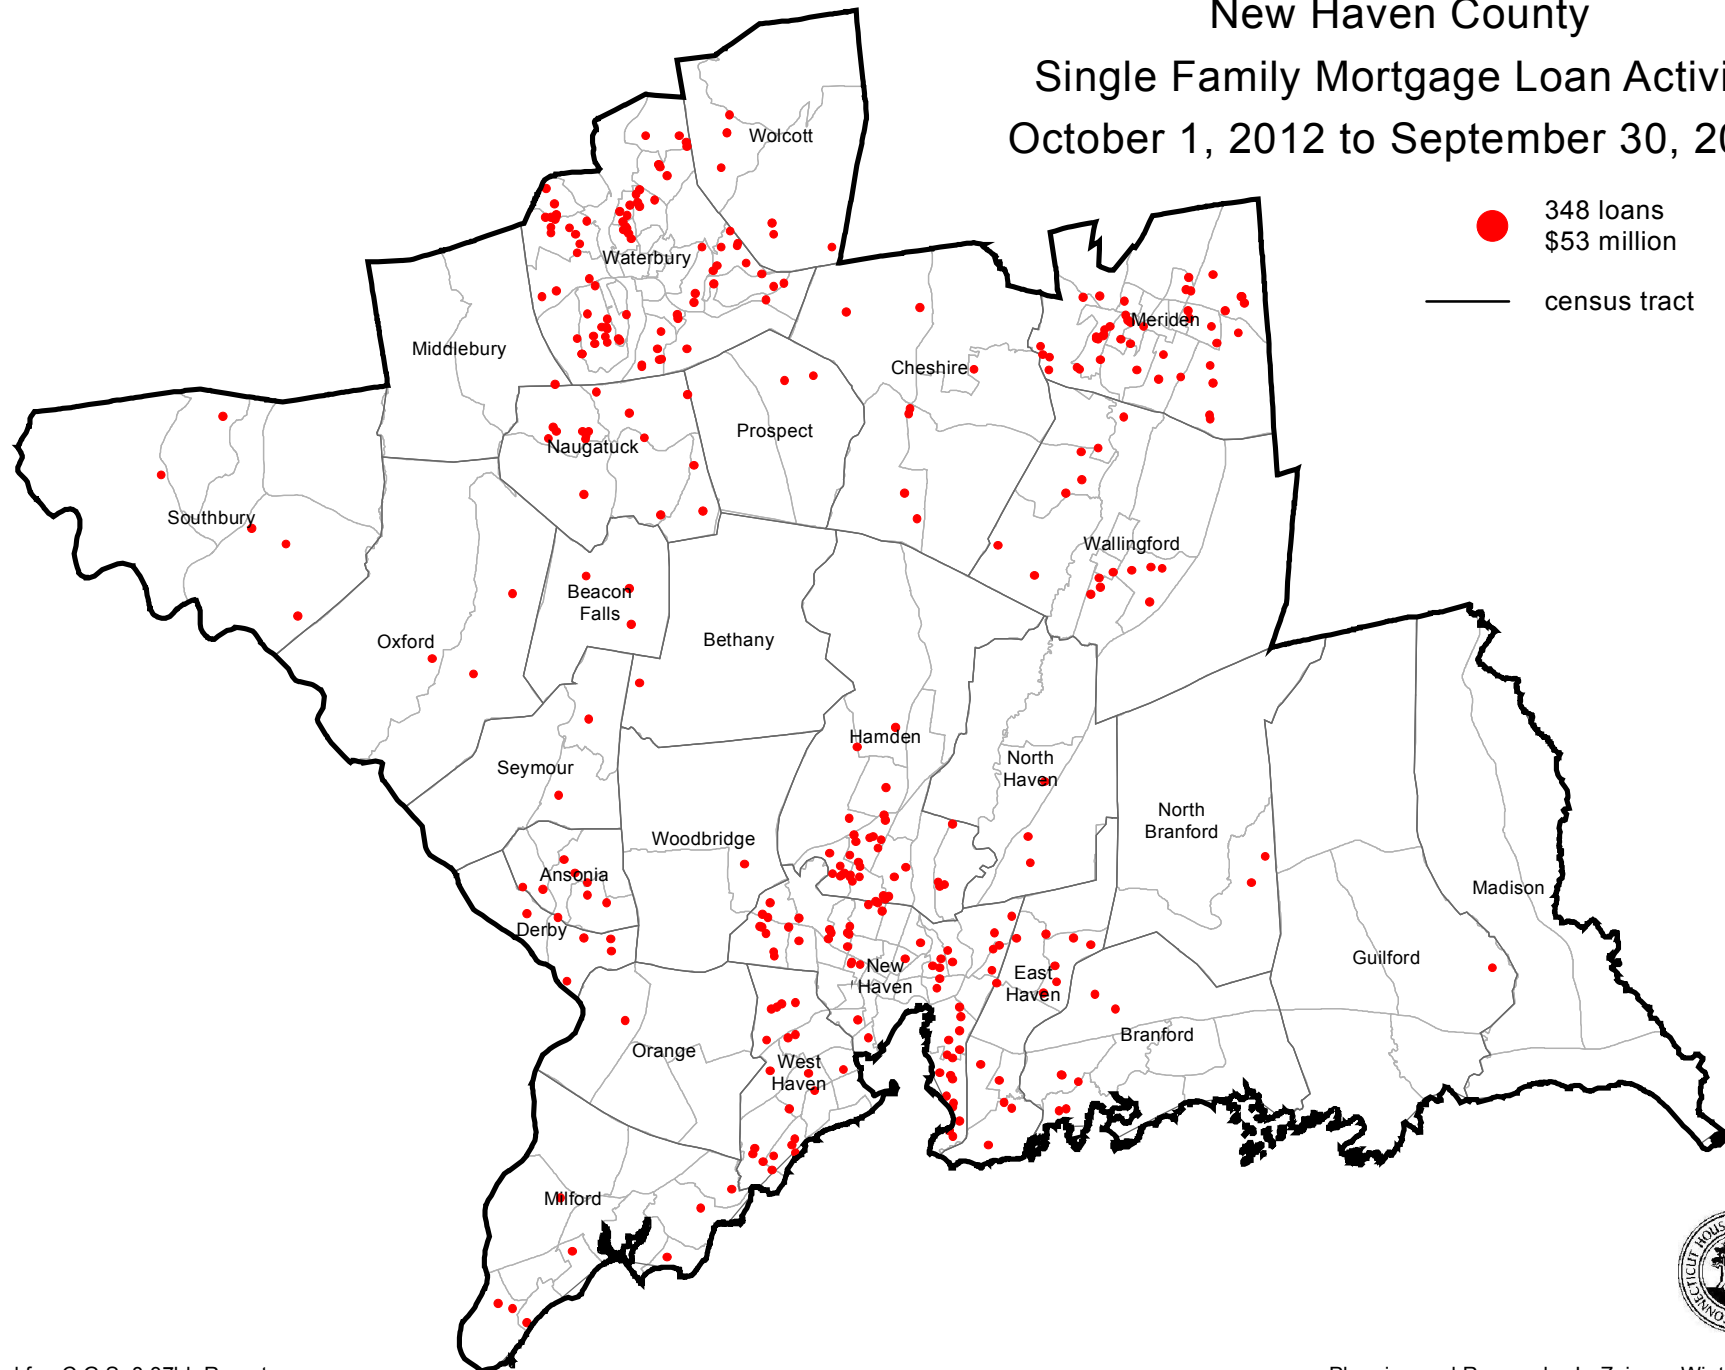 New Haven County
Single Family Mortgage Loan Activi
October 1, 2012 to September 30, 20
348 loans
$53 million
census tract
Wolcott
Waterbury
Middlebury
Meriden
Cheshire
Prospect
Naugatuck
Southbury
Wallingford
Beacon
Falls
Oxford
Bethany
Hamden
Seymour
North
Haven
North
Branford
Woodbridge
Ansonia
Madison
Derby
Guilford
New
Haven
East
Haven
Branford
Orange
West
Haven
Milford